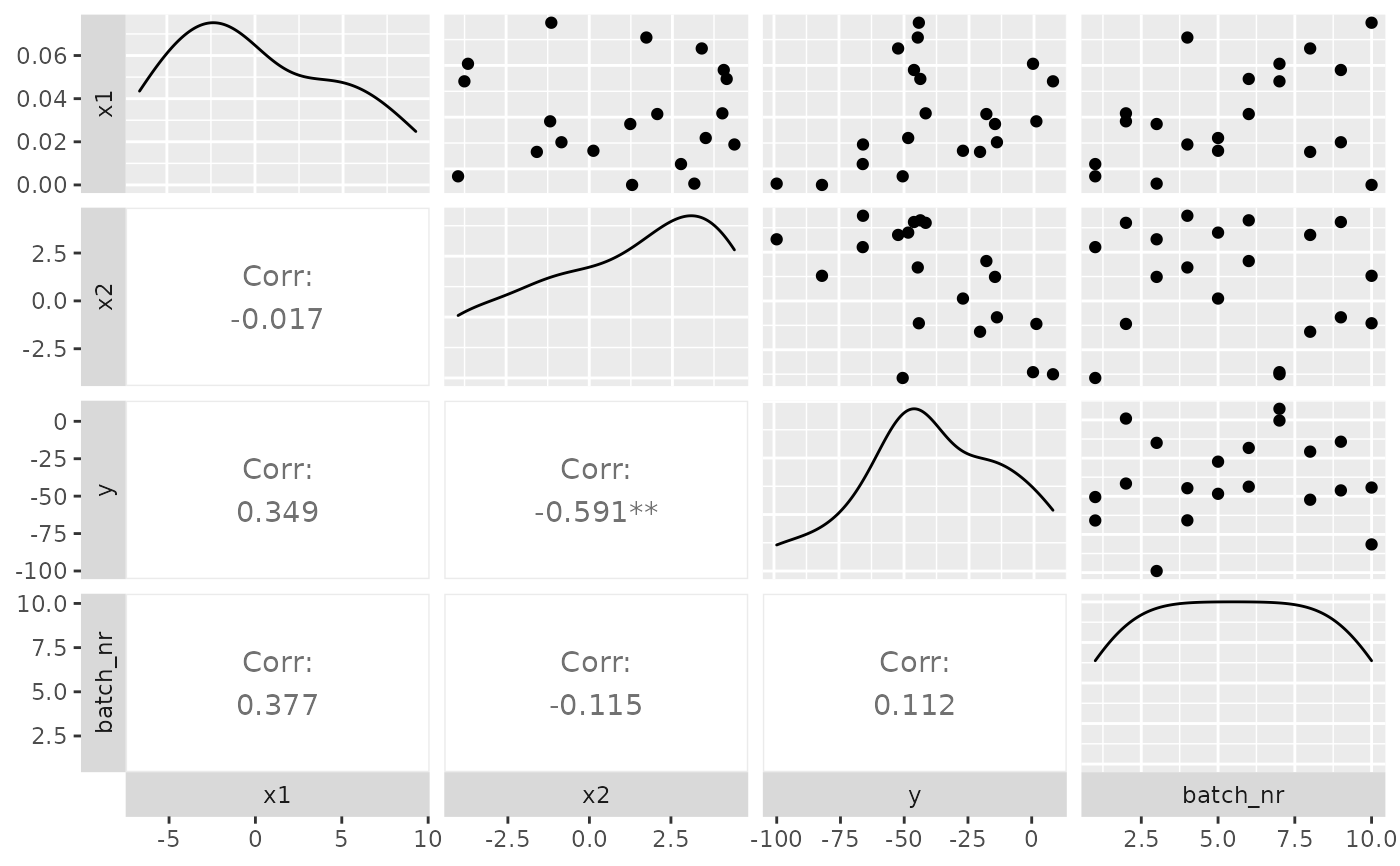 0.06
0.04
0.02
0.00
x1
2.5
0.0
-2.5
x2
Corr:
-0.017
0
-25
-50
-75
-100
y
Corr:
0.349
Corr:
-0.591**
10.0
7.5
5.0
2.5
batch_nr
Corr:
0.377
Corr:
-0.115
Corr:
0.112
x1
x2
y
batch_nr
-5 0 5 10
-2.5 0.0 2.5
-100 -75 -50 -25 0
2.5 5.0 7.5 10.0